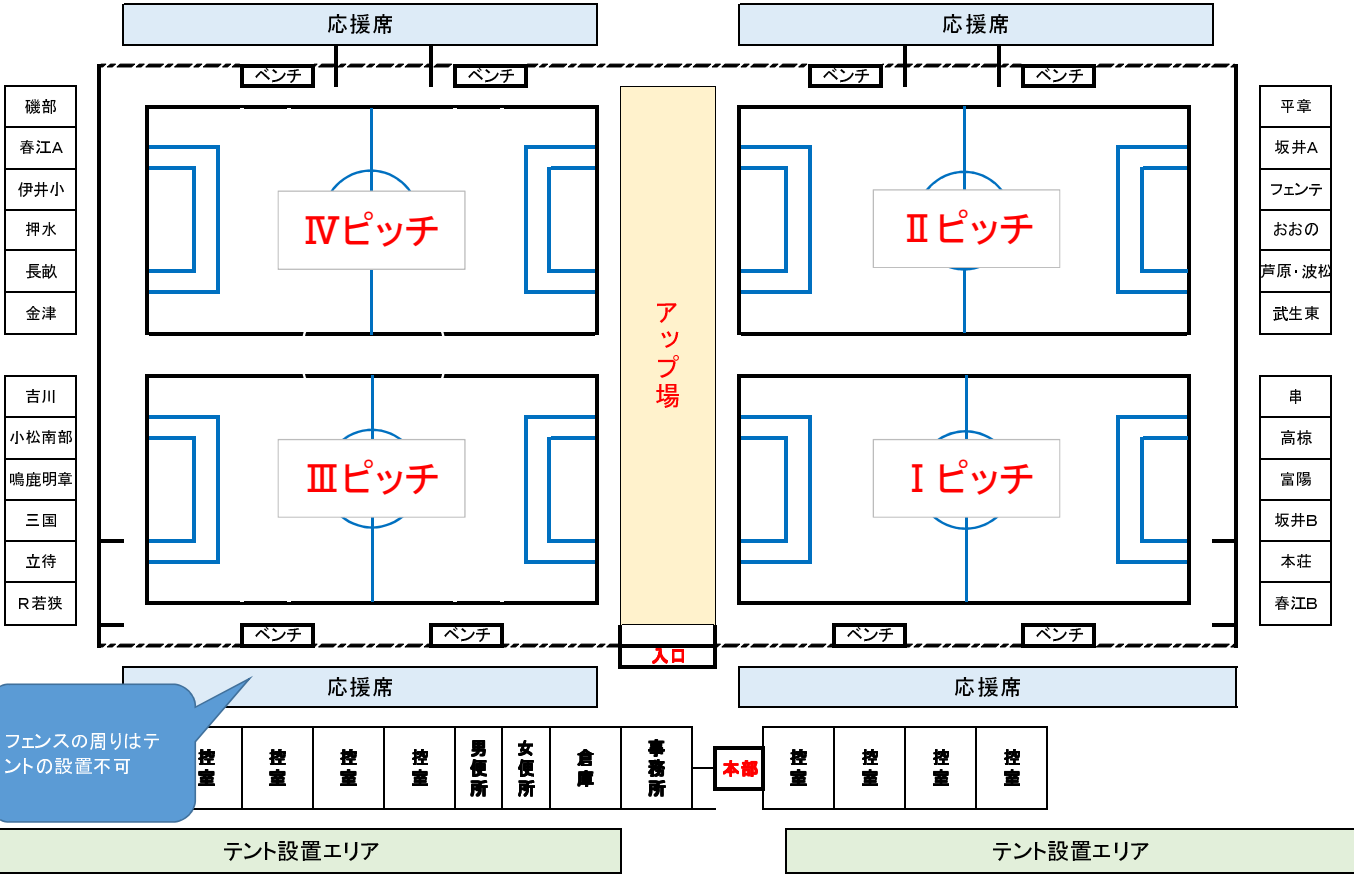 応援席
応援席
ベンチ
ベンチ
ベンチ
ベンチ
磯部
春江A
伊井小
押水
長畝
金津
平章
坂井A
フェンテ
おおの
芦原・波松
武生東
Ⅳピッチ
Ⅱピッチ
アップ場
吉川
小松南部
鳴鹿明章
三国
立待
R若狭
串
高椋
富陽
坂井B
本荘
春江B
Ⅲピッチ
Ⅰピッチ
ベンチ
ベンチ
ベンチ
ベンチ
入口
応援席
応援席
フェンスの周りはテ
ントの設置不可
控室
控室
控室
控室
男便所
女便所
倉庫
事務所
本部
控室
控室
控室
控室
テント設置エリア
テント設置エリア